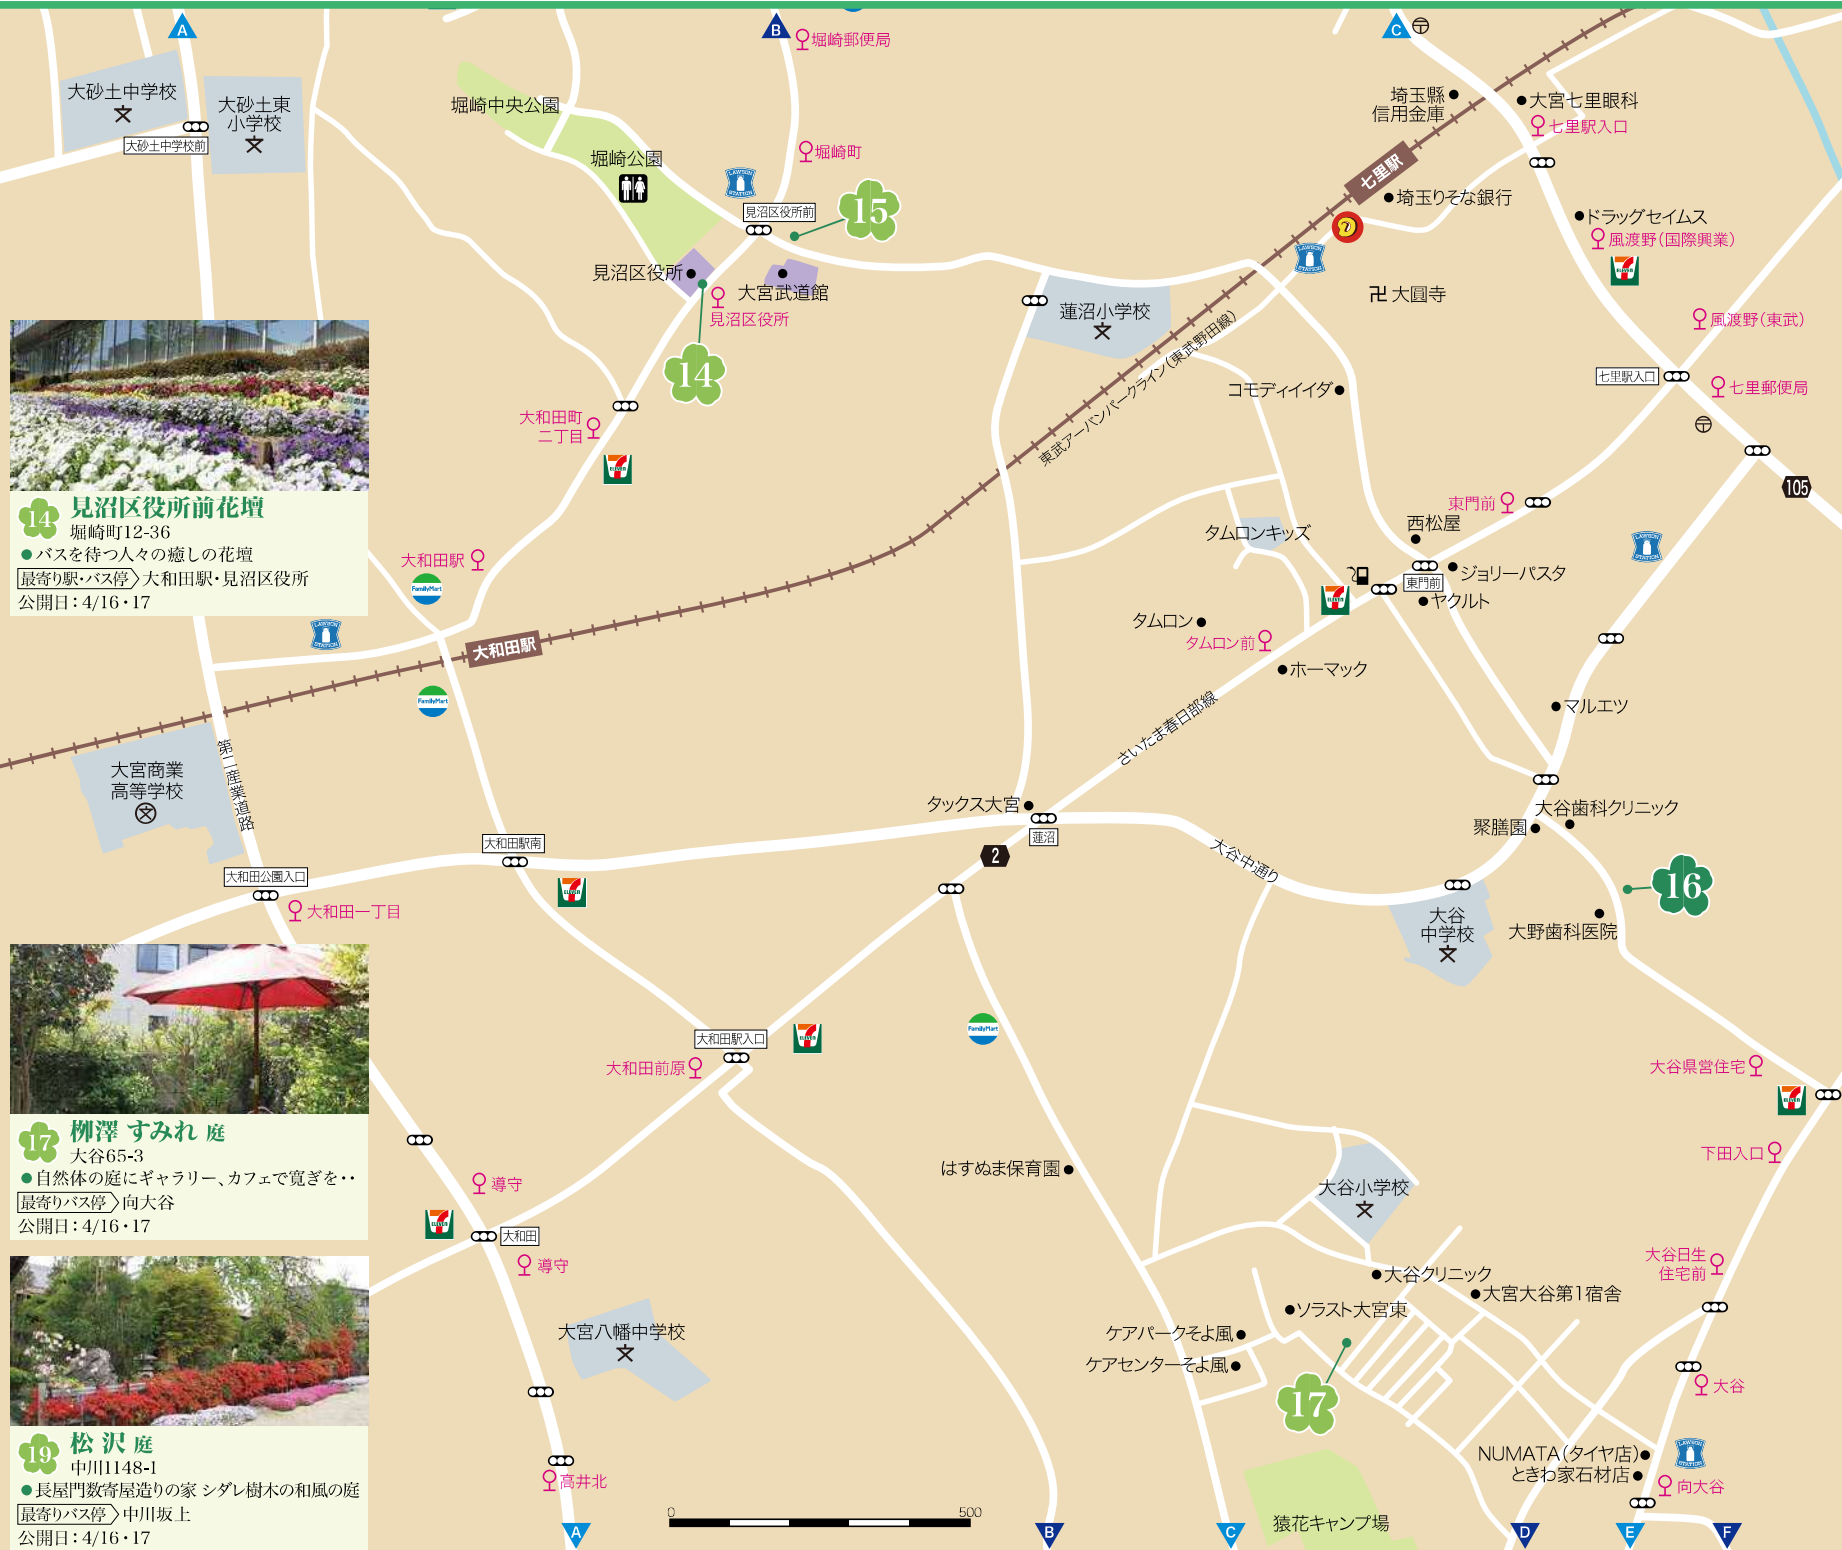 A
B
C
堀崎郵便局
大砂土中学校
大砂土東
小学校
大砂土中学校前
堀崎中央公園
堀崎公園
堀崎町
LAWSON
STATION
見沼区役所前
15
見沼区役所
大宮武道館
見沼区役所
14
埼玉縣
信用金庫
大宮七里眼科
七里駅入口
七里駅
埼玉りそな銀行
ドラッグセイムス
風渡野(国際興業)
ELEVEN
LAWSON
STATION
卍 大圓寺
風渡野(東武)
七里駅入口
七里郵便局
蓮沼小学校
東武アーバンパークライン(東武野田線)
コモディイイダ
大和田町
二丁目
ELEVEN
105
東門前
西松屋
タムロンキッズ
ジョリーパスタ
東門前
ヤクルト
ELEVEN
LAWSON
STATION
タムロン
タムロン前
ホーマック
マルエツ
14 見沼区役所前花壇
堀崎町12-36
●バスを待つ人々の癒しの花壇
最寄り駅・バス停 大和田駅・見沼区役所
公開日:4/16・17
大和田駅
FamilyMart
LAWSON
STATION
大和田駅
FamilyMart
さいたま春日部線
大宮商業
高等学校
第二産業道路
タックス大宮
蓮沼
2
大和田駅南
ELEVEN
大和田公園入口
大和田一丁目
大谷中通り
大谷歯科クリニック
聚膳園
16
大谷
中学校
大野歯科医院
大和田駅入口
ELEVEN
大和田前原
FamilyMart
大谷県営住宅
ELEVEN
下田入口
17 栁澤 すみれ 庭
大谷65-3
●自然体の庭にギャラリー、カフェで寛ぎを‥
最寄りバス停 向大谷
公開日:4/16・17
導守
ELEVEN
大和田
導守
はすぬま保育園
大谷小学校
大谷日生
住宅前
大谷クリニック
大宮大谷第1宿舎
ソラスト大宮東
ケアパークそよ風
ケアセンターそよ風
17
大谷
大宮八幡中学校
19 松 沢 庭
中川1148-1
●長屋門数寄屋造りの家 シダレ樹木の和風の庭
最寄りバス停 中川坂上
公開日:4/16・17
高井北
NUMATA(タイヤ店)
ときわ家石材店
LAWSON
STATION
向大谷
猿花キャンプ場
0
500
A
B
C
D
E
F